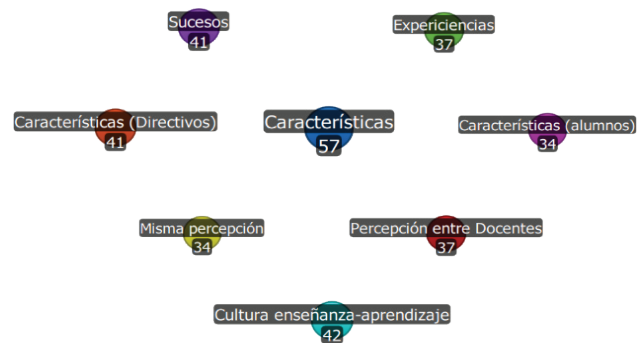 Sucesos
41
Expericiencias
37
Características (Directivos)
41
Características
57
Características (alumnos)
34
Misma percepción
34
Percepción entre Docentes
37
Cultura enseñanza-aprendizaje
42